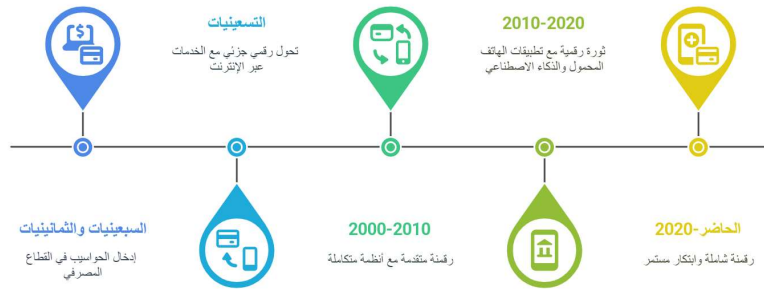 السبعينيات والثمانينيات
إدخال الحواسيب في القطاع
المصرفي
التسعينيات
تحول رقمي جزئي مع الخدمات
عبر الإنترنت
2000-2010
رقمنة متقدمة مع أنظمة متكاملة
2010-2020
ثورة رقمية مع تطبيقات الهاتف
المحمول والذكاء الاصطناعي
الحاضر-2020
رقمنة شاملة وابتكار مستمر